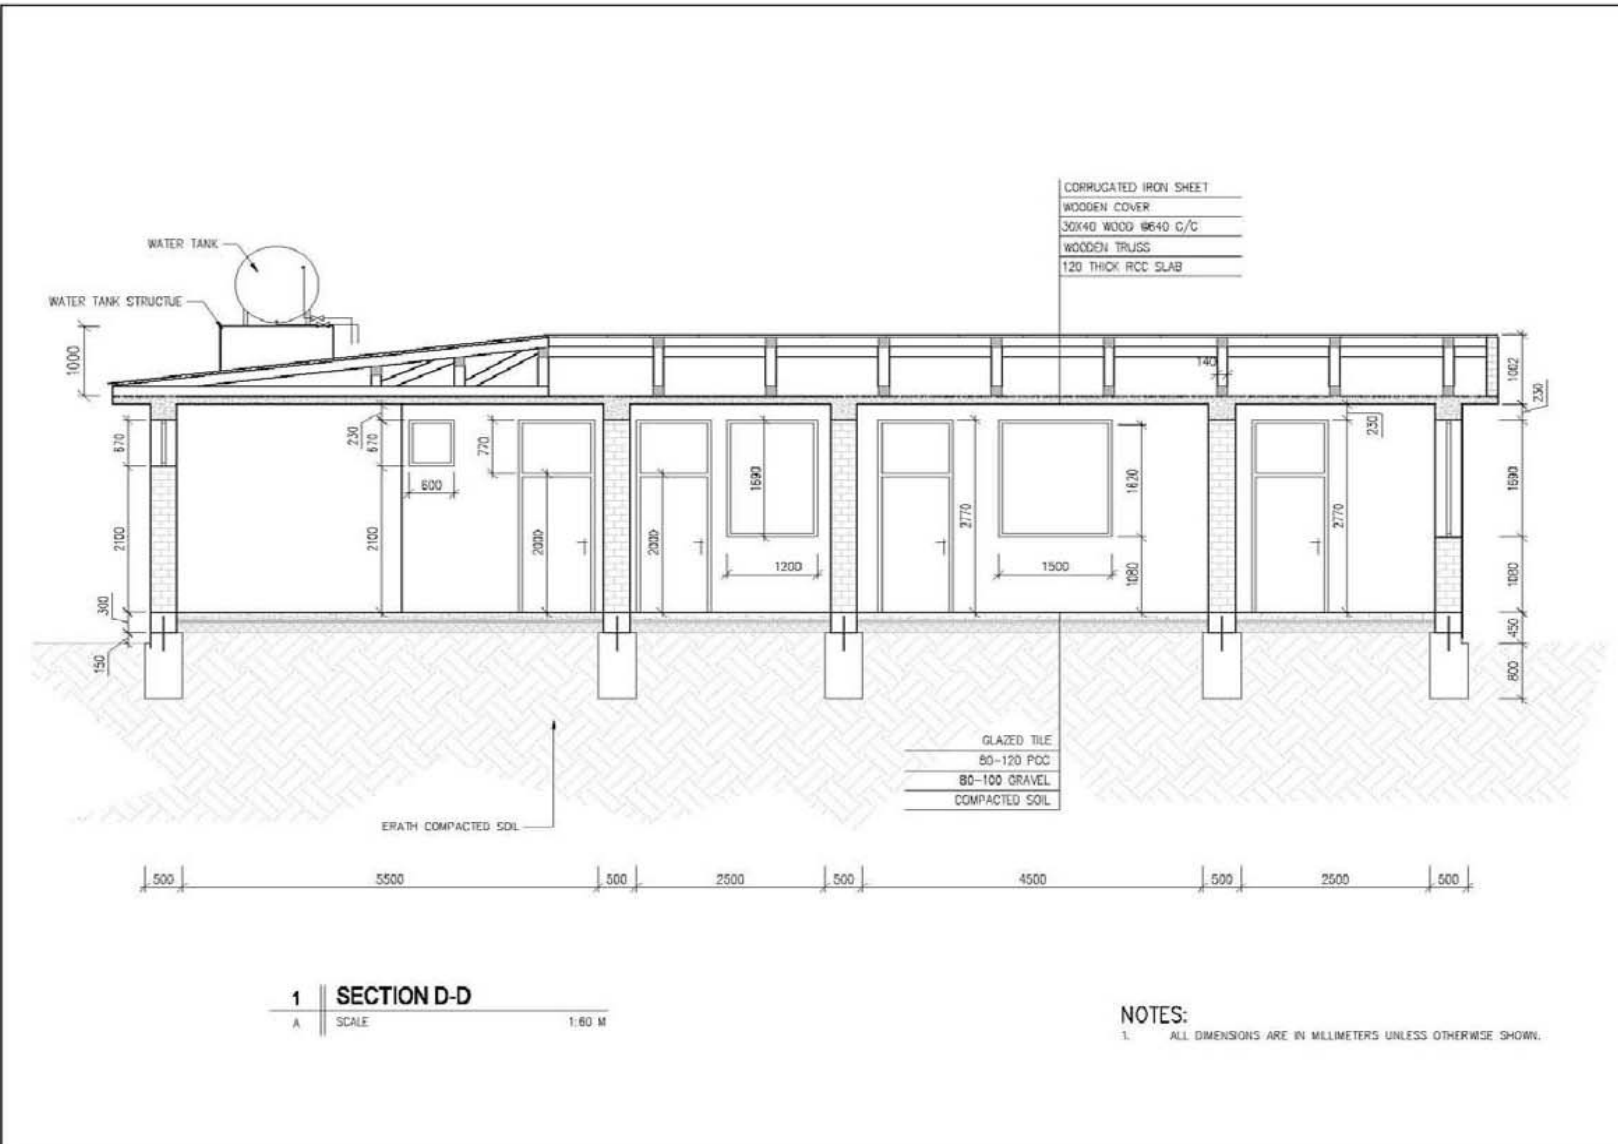 CORRUGATED IRON SHEET
WOODEN COVER
30X40 WOOD @640 C/C
WOODEN TRUSS
120 THICK RCC SLAB
WATER TANK
WATER TANK STRUCTUE
1000
140
1002
230
670
230
670
770
600
1690
1200
2000
2000
2770
1620
1500
1080
2770
230
1690
1080
2100
2100
300
150
450
800
GLAZED TILE
80-120 PCC
80-100 GRAVEL
COMPACTED SOIL
ERATH COMPACTED SOIL
500 5500 500 2500 500 4500 500 2500 500
1 SECTION D-D
A SCALE 1:60 M
NOTES:
1. ALL DIMENSIONS ARE IN MILLIMETERS UNLESS OTHERWISE SHOWN.